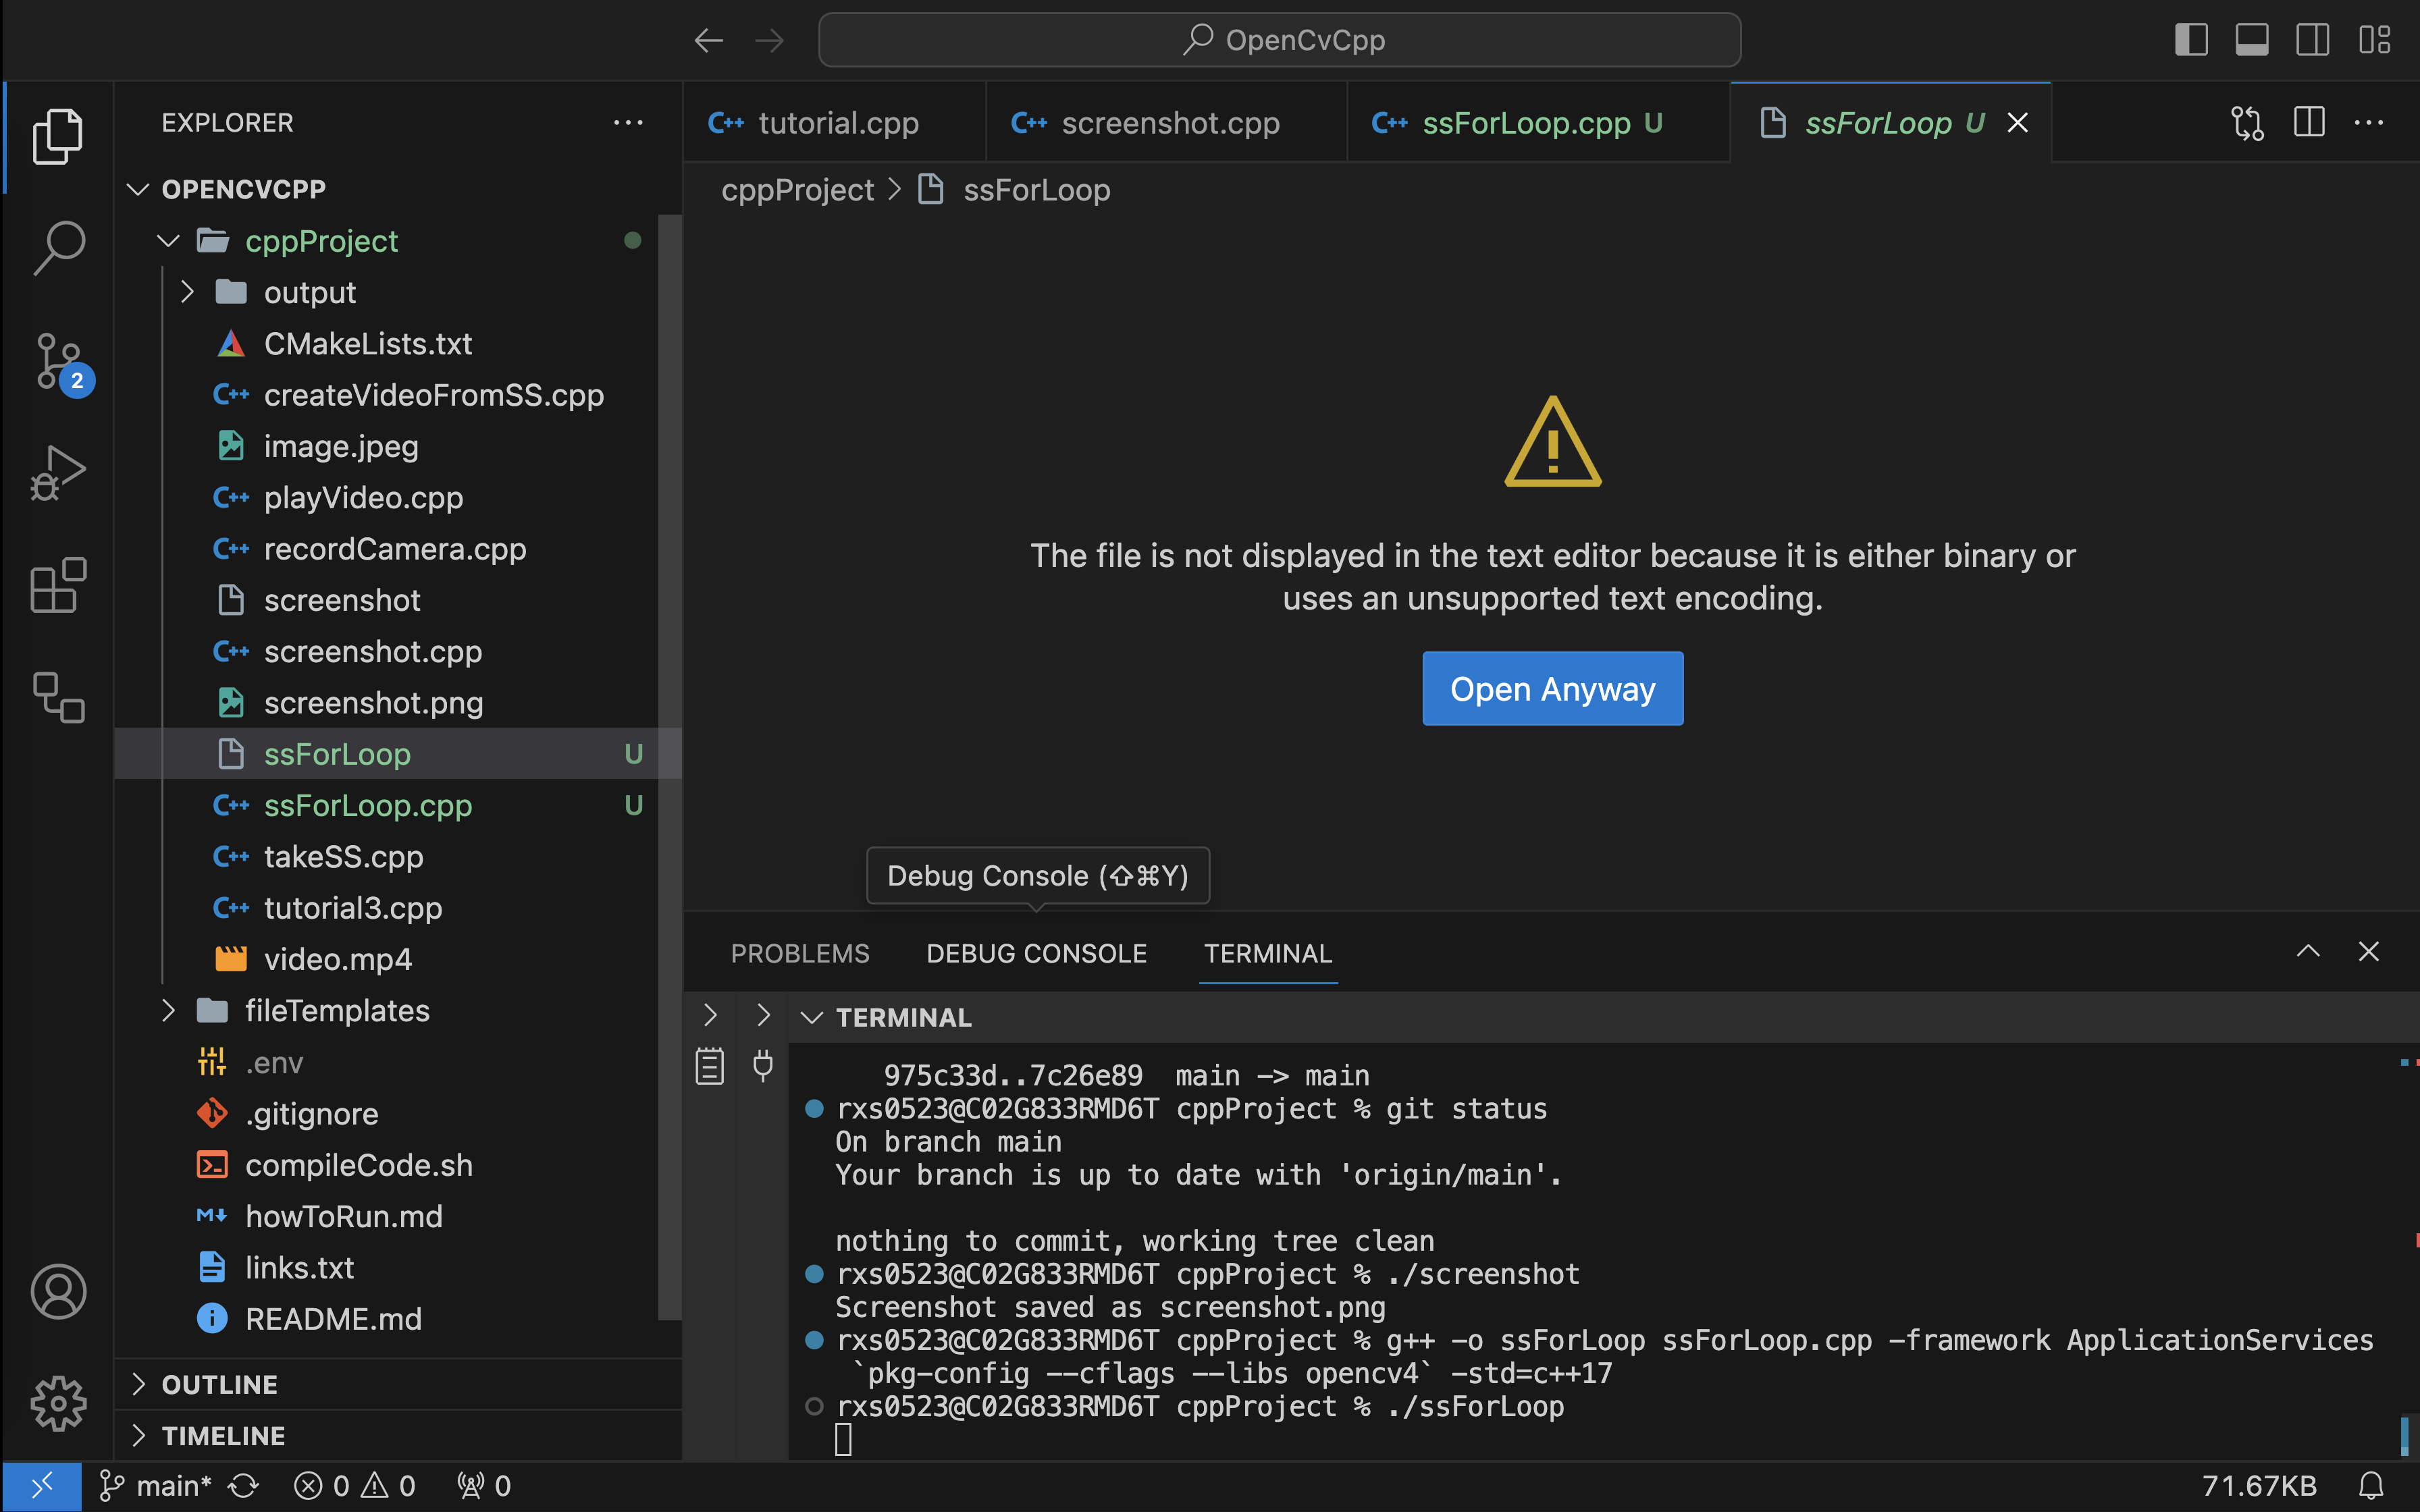 OpenCvCpp
EXPLORER
OPENCVCPP
cppProject
output
CMakeLists.txt
C++ createVideoFromSS.cpp
image.jpeg
C++ playVideo.cpp
C++ recordCamera.cpp
screenshot
C++ screenshot.cpp
screenshot.png
ssForLoop U
C++ ssForLoop.cpp U
C++ takeSS.cpp
C++ tutorial3.cpp
video.mp4
fileTemplates
.env
.gitignore
compileCode.sh
M↓ howToRun.md
links.txt
README.md
OUTLINE
TIMELINE
2
C++ tutorial.cpp
C++ screenshot.cpp
C++ ssForLoop.cpp U
ssForLoop U
cppProject > ssForLoop
The file is not displayed in the text editor because it is either binary or
uses an unsupported text encoding.
Open Anyway
Debug Console (⇧⌘Y)
PROBLEMS DEBUG CONSOLE TERMINAL
TERMINAL
975c33d..7c26e89  main -> main
rxs0523@C02G833RMD6T cppProject % git status
On branch main
Your branch is up to date with 'origin/main'.
nothing to commit, working tree clean
rxs0523@C02G833RMD6T cppProject % ./screenshot
Screenshot saved as screenshot.png
rxs0523@C02G833RMD6T cppProject % g++ -o ssForLoop ssForLoop.cpp -framework ApplicationServices
`pkg-config --cflags --libs opencv4` -std=c++17
rxs0523@C02G833RMD6T cppProject % ./ssForLoop
main* 0 0 0 71.67KB